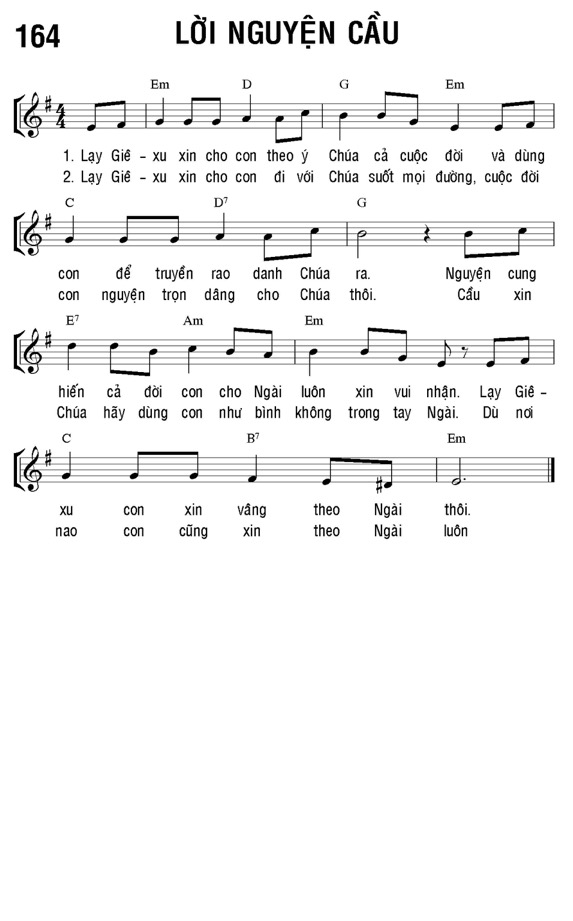 164 LỜI NGUYỆN CẦU
Em D G Em
1. Lạy Giê - xu xin cho con theo ý Chúa cả cuộc đời và dùng
2. Lạy Giê - xu xin cho con đi với Chúa suốt mọi đường, cuộc đời
C D7 G
con để truyền rao danh Chúa ra. Nguyện cung
con nguyện trọn dâng cho Chúa thôi. Cầu xin
E7 Am Em
hiến cả đời con cho Ngài luôn xin vui nhận. Lạy Giê -
Chúa hãy dùng con như bình không trong tay Ngài. Dù nơi
C B7 Em
xu con xin vâng theo Ngài thôi.
nao con cũng xin theo Ngài luôn